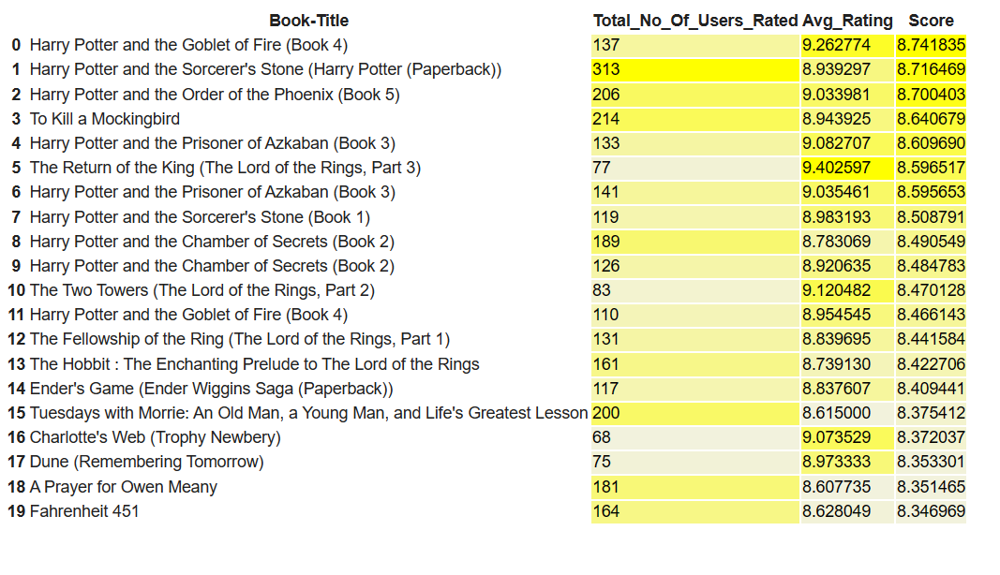 Book-Title Total_No_Of_Users_Rated Avg_Rating Score
0 Harry Potter and the Goblet of Fire (Book 4) 137 9.262774 8.741835
1 Harry Potter and the Sorcerer's Stone (Harry Potter (Paperback)) 313 8.939297 8.716469
2 Harry Potter and the Order of the Phoenix (Book 5) 206 9.033981 8.700403
3 To Kill a Mockingbird 214 8.943925 8.640679
4 Harry Potter and the Prisoner of Azkaban (Book 3) 133 9.082707 8.609690
5 The Return of the King (The Lord of the Rings, Part 3) 77 9.402597 8.596517
6 Harry Potter and the Prisoner of Azkaban (Book 3) 141 9.035461 8.595653
7 Harry Potter and the Sorcerer's Stone (Book 1) 119 8.983193 8.508791
8 Harry Potter and the Chamber of Secrets (Book 2) 189 8.783069 8.490549
9 Harry Potter and the Chamber of Secrets (Book 2) 126 8.920635 8.484783
10 The Two Towers (The Lord of the Rings, Part 2) 83 9.120482 8.470128
11 Harry Potter and the Goblet of Fire (Book 4) 110 8.954545 8.466143
12 The Fellowship of the Ring (The Lord of the Rings, Part 1) 131 8.839695 8.441584
13 The Hobbit : The Enchanting Prelude to The Lord of the Rings 161 8.739130 8.422706
14 Ender's Game (Ender Wiggins Saga (Paperback)) 117 8.837607 8.409441
15 Tuesdays with Morrie: An Old Man, a Young Man, and Life's Greatest Lesson 200 8.615000 8.375412
16 Charlotte's Web (Trophy Newbery) 68 9.073529 8.372037
17 Dune (Remembering Tomorrow) 75 8.973333 8.353301
18 A Prayer for Owen Meany 181 8.607735 8.351465
19 Fahrenheit 451 164 8.628049 8.346969